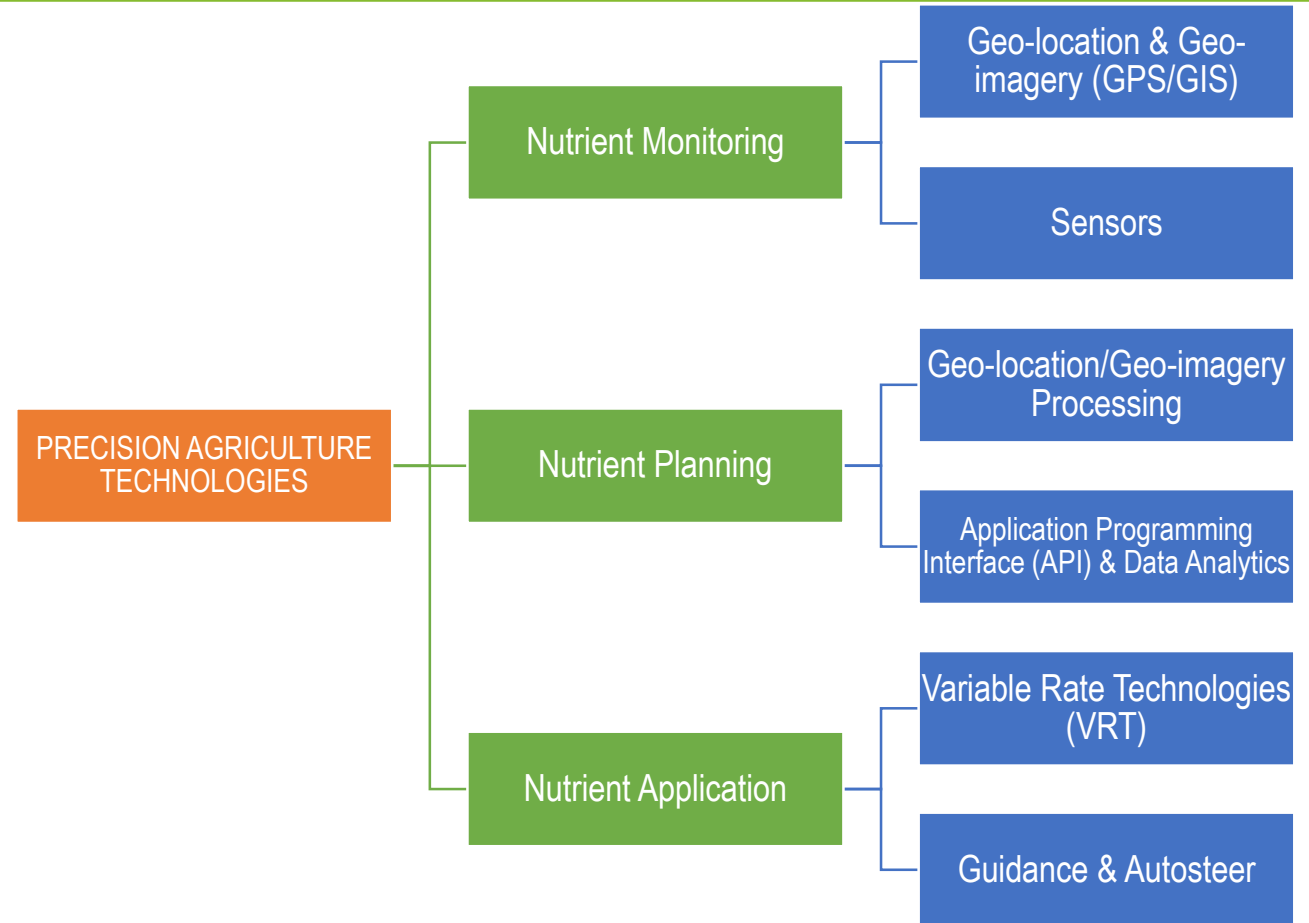 Geo-location & Geo-
imagery (GPS/GIS)
Nutrient Monitoring
Sensors
Geo-location/Geo-imagery
Processing
PRECISION AGRICULTURE
TECHNOLOGIES
Nutrient Planning
Application Programming
Interface (API) & Data Analytics
Variable Rate Technologies
(VRT)
Nutrient Application
Guidance & Autosteer